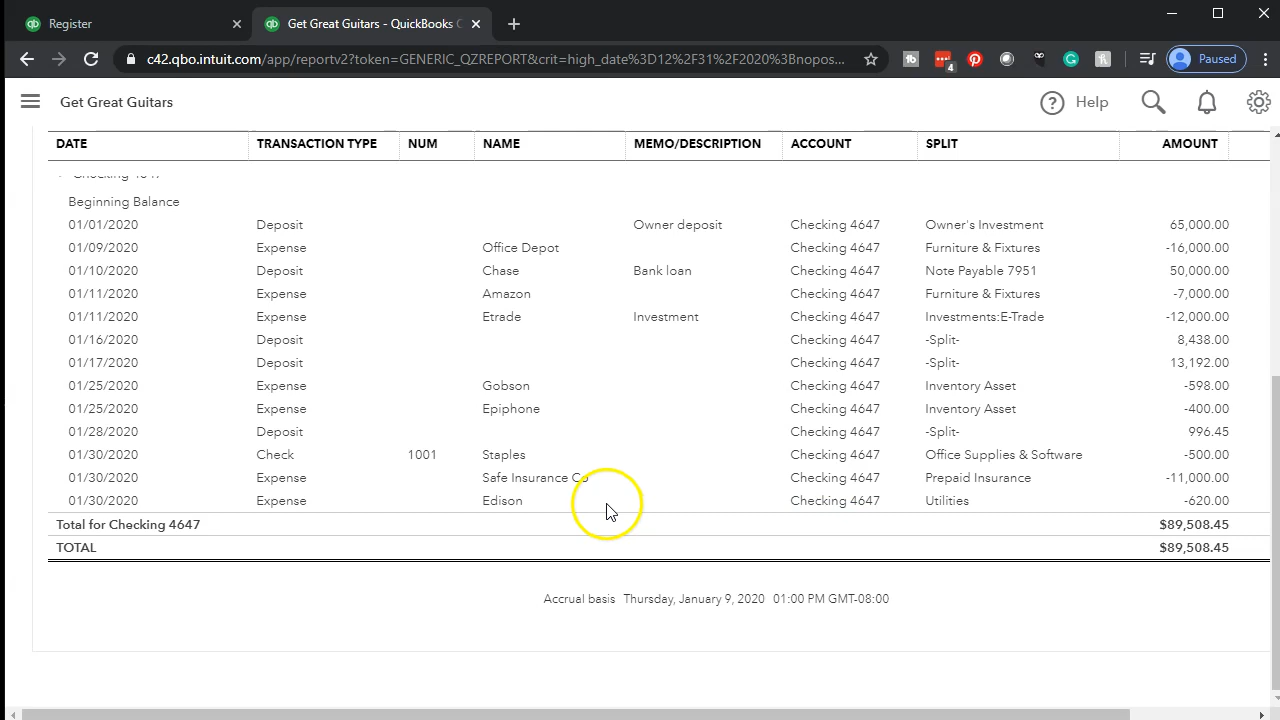 Register
Get Great Guitars - QuickBooks
c42.qbo.intuit.com/app/reportv2?token=GENERIC_QZREPORT&crit=high_date%3D12%2F31%2F2020%3Bnopos...
4
Paused
Get Great Guitars
Help
DATE TRANSACTION TYPE NUM NAME MEMO/DESCRIPTION ACCOUNT SPLIT AMOUNT
Checking 4647
Beginning Balance
01/01/2020 Deposit Owner deposit Checking 4647 Owner's Investment 65,000.00
01/09/2020 Expense Office Depot Checking 4647 Furniture & Fixtures -16,000.00
01/10/2020 Deposit Chase Bank loan Checking 4647 Note Payable 7951 50,000.00
01/11/2020 Expense Amazon Checking 4647 Furniture & Fixtures -7,000.00
01/11/2020 Expense Etrade Investment Checking 4647 Investments:E-Trade -12,000.00
01/16/2020 Deposit Checking 4647 -Split- 8,438.00
01/17/2020 Deposit Checking 4647 -Split- 13,192.00
01/25/2020 Expense Gobson Checking 4647 Inventory Asset -598.00
01/25/2020 Expense Epiphone Checking 4647 Inventory Asset -400.00
01/28/2020 Deposit Checking 4647 -Split- 996.45
01/30/2020 Check 1001 Staples Checking 4647 Office Supplies & Software -500.00
01/30/2020 Expense Safe Insurance Co Checking 4647 Prepaid Insurance -11,000.00
01/30/2020 Expense Edison Checking 4647 Utilities -620.00
Total for Checking 4647 $89,508.45
TOTAL $89,508.45
Accrual basis Thursday, January 9, 2020 01:00 PM GMT-08:00